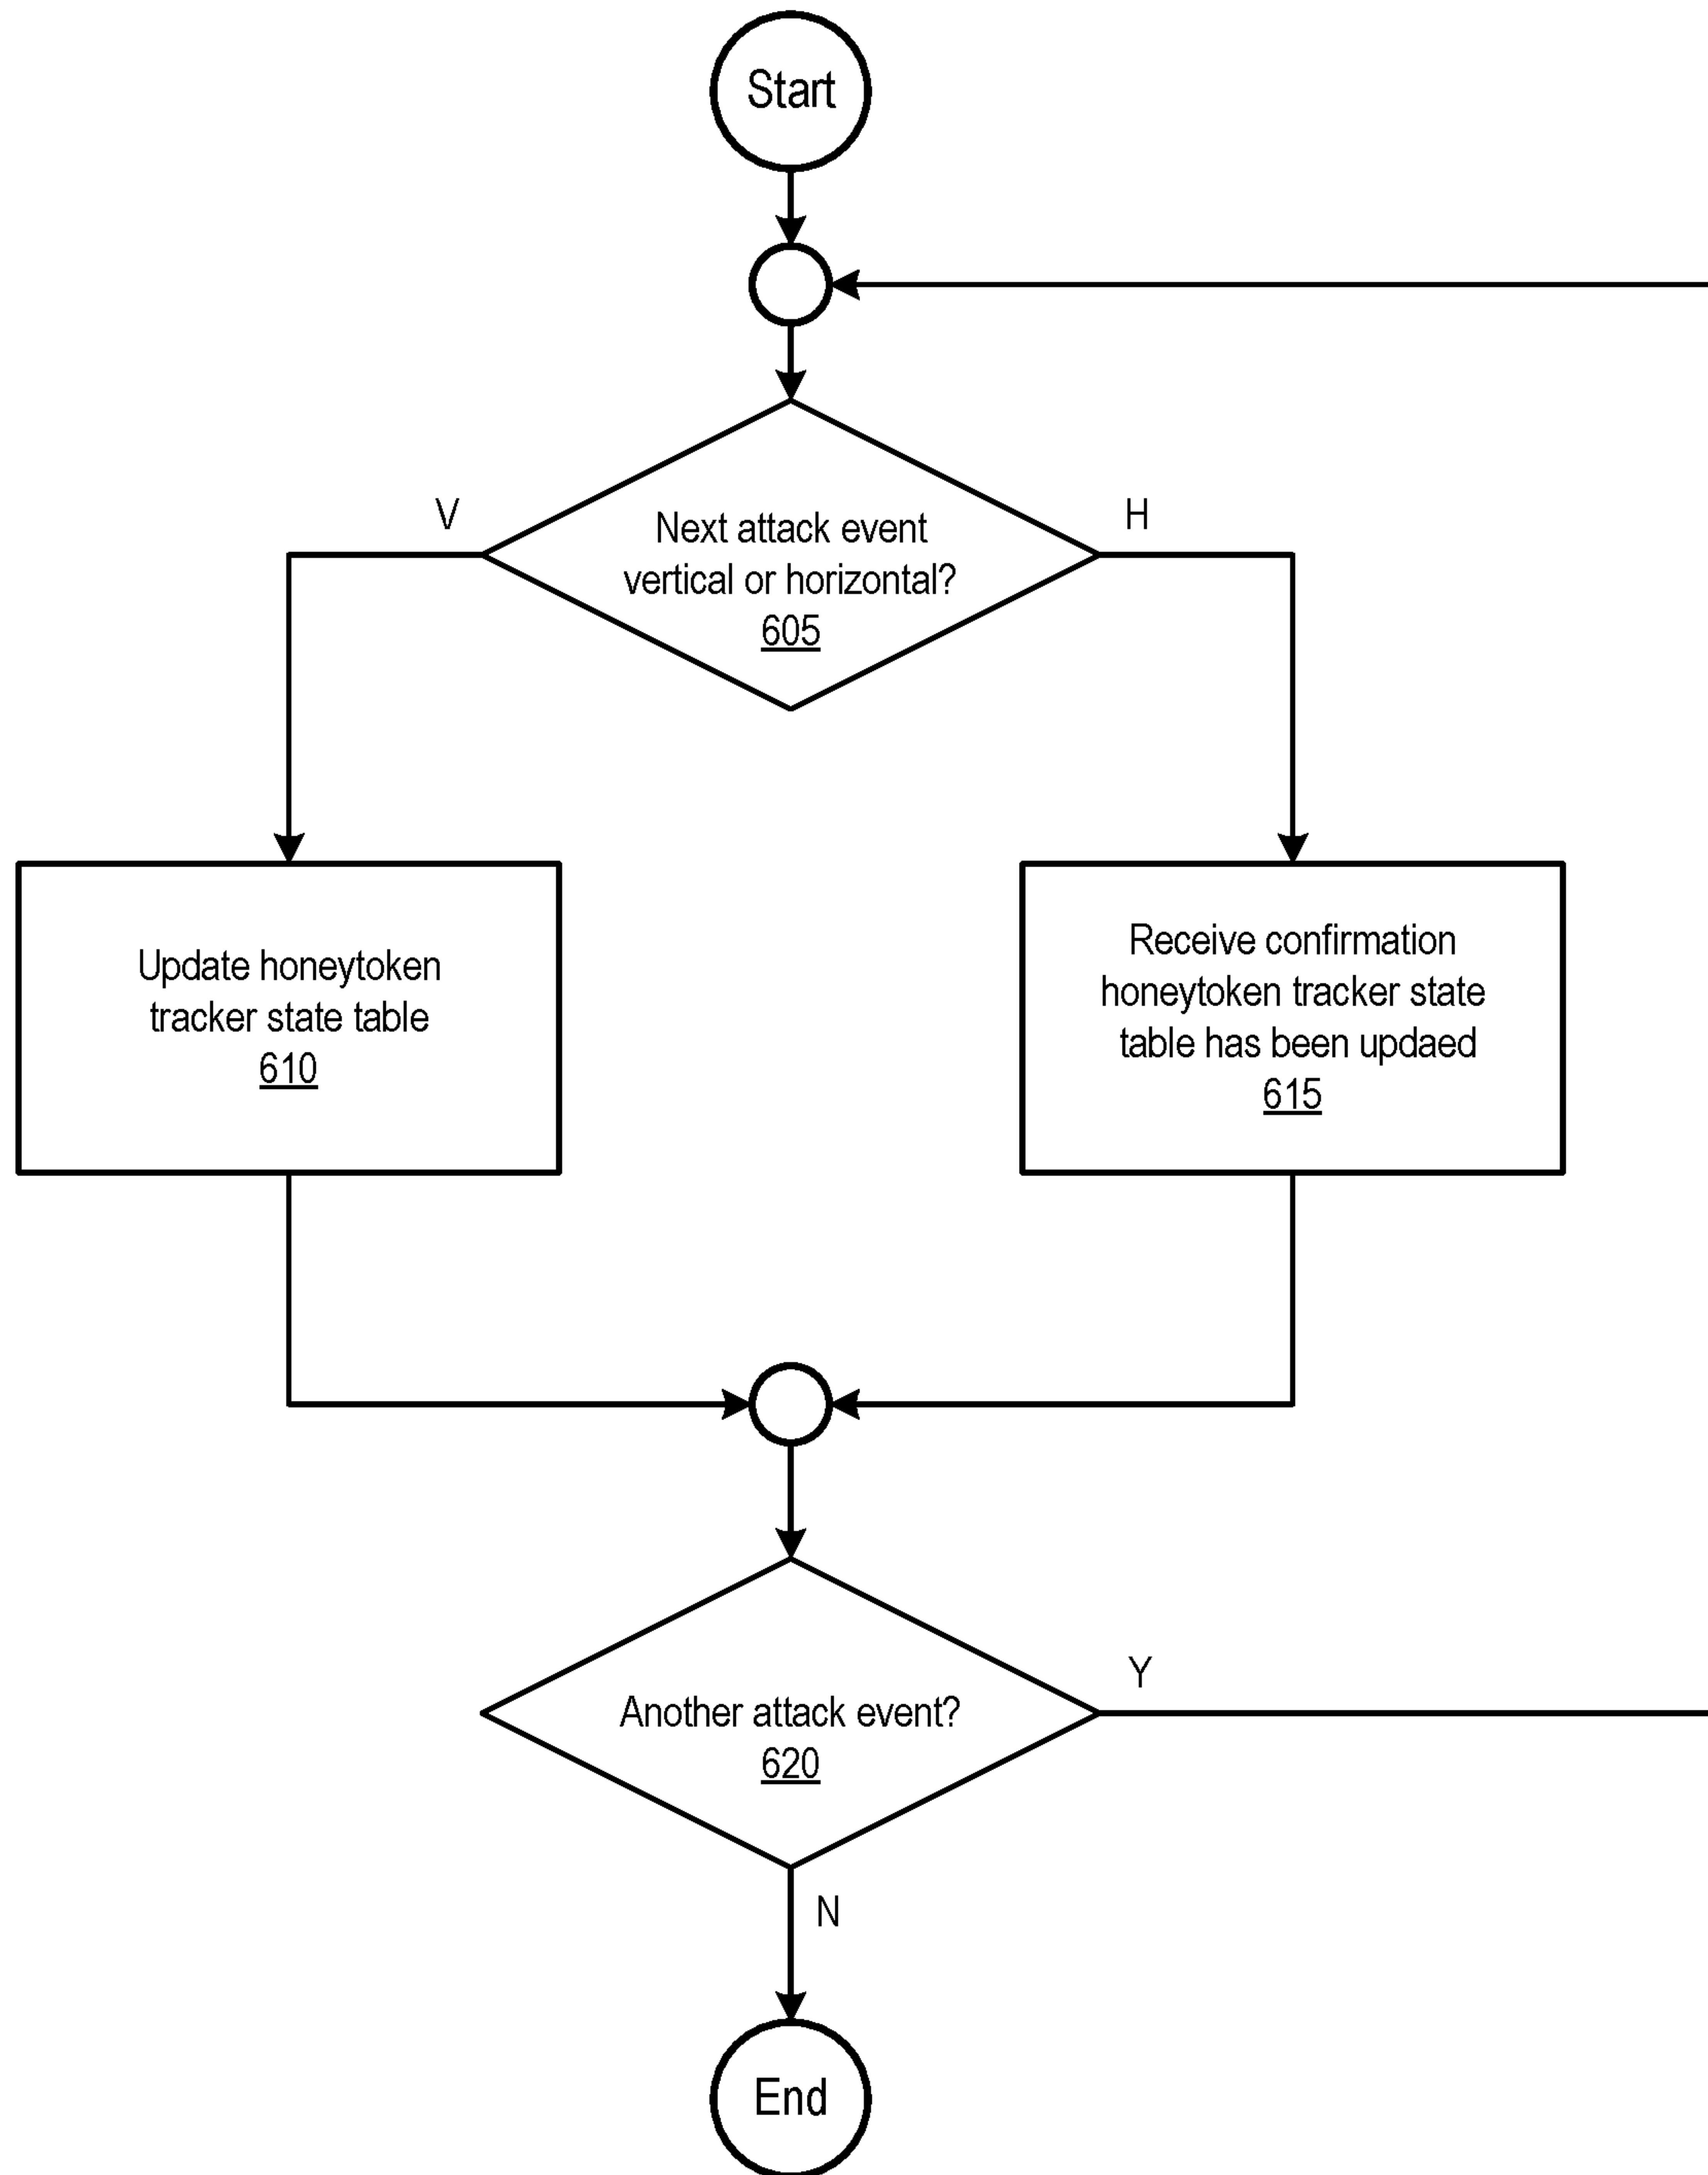 Start
Next attack event
vertical or horizontal?
605
V
H
Update honeytoken
tracker state table
610
Receive confirmation
honeytoken tracker state
table has been updaed
615
Another attack event?
620
Y
N
End